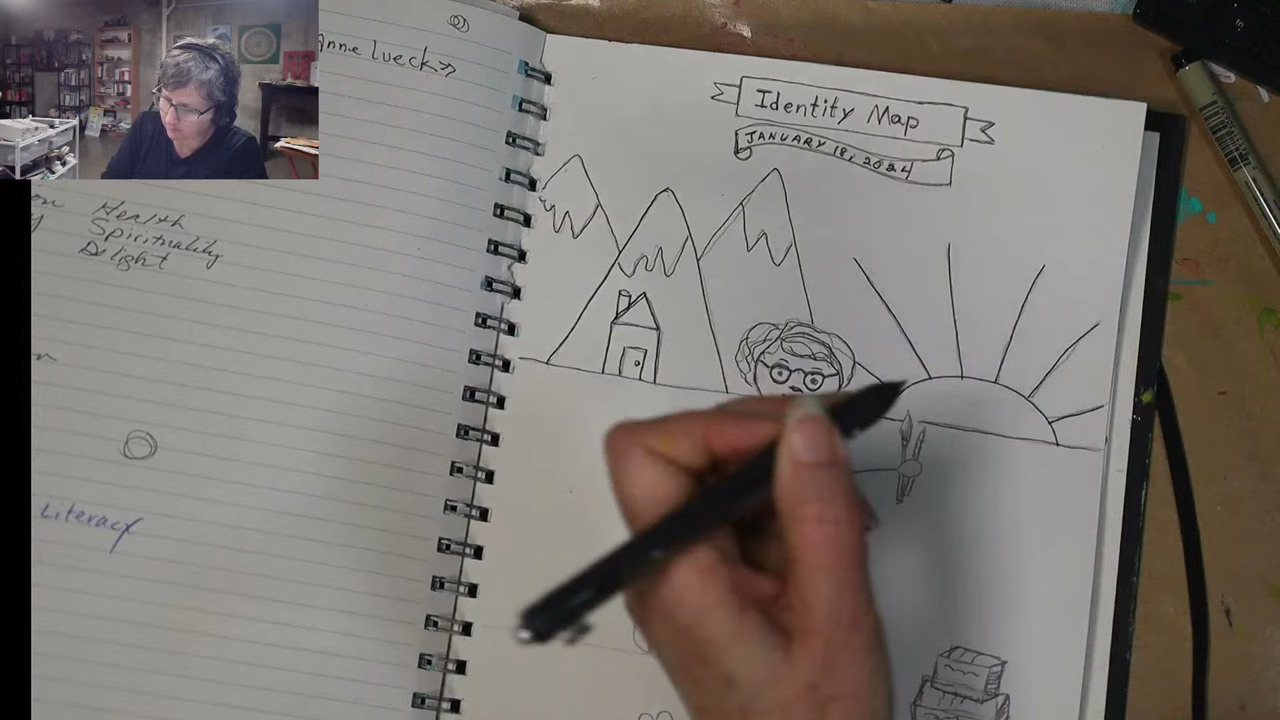 Anne Lueck
Health
Spirituality
Delight
Literacy
Identity Map
JANUARY 18, 2024